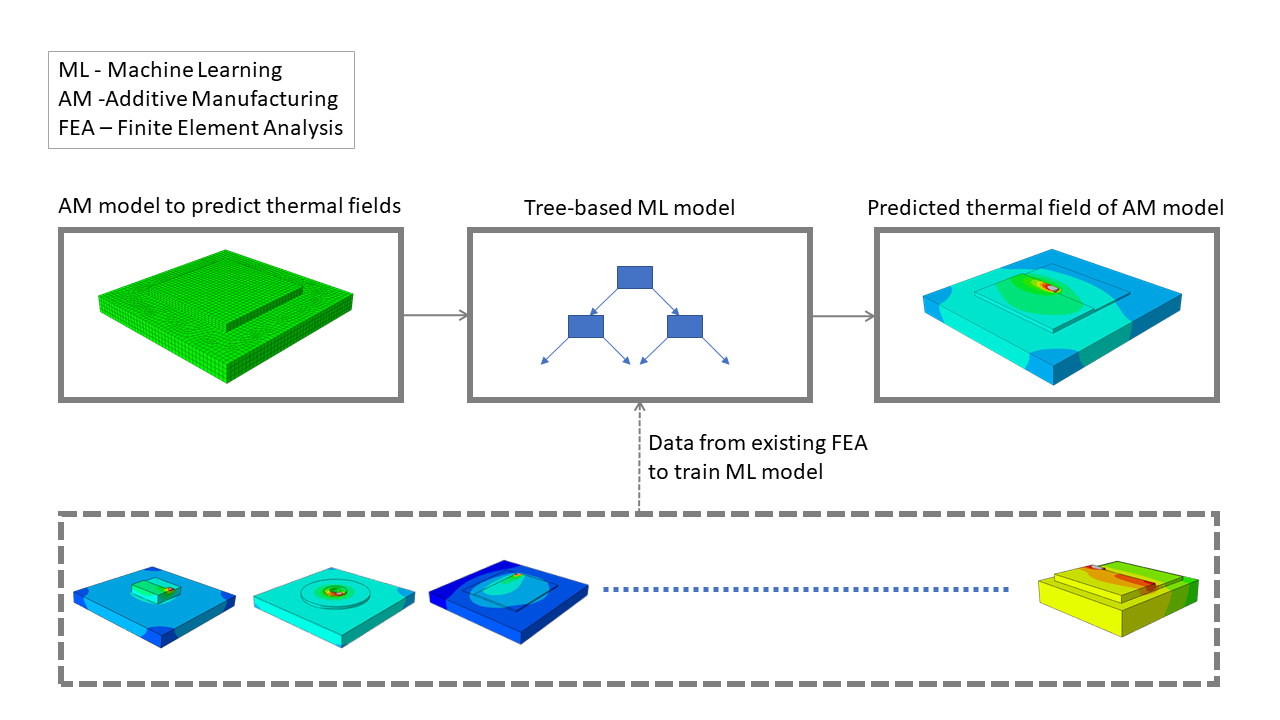 ML - Machine Learning
AM -Additive Manufacturing
FEA – Finite Element Analysis
AM model to predict thermal fields
Tree-based ML model
Predicted thermal field of AM model
Data from existing FEA
to train ML model